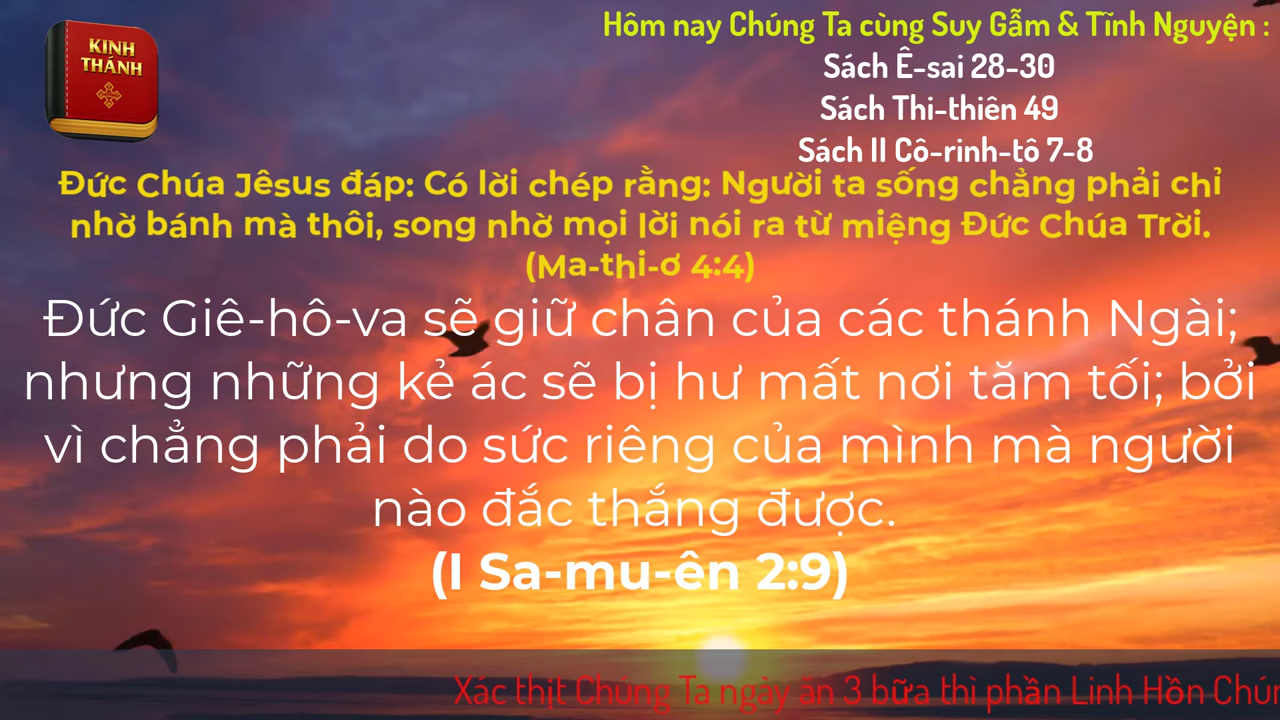 KINH
THÁNH
Hôm nay Chúng Ta cùng Suy Gẫm & Tĩnh Nguyện :
Sách Ê-sai 28-30
Sách Thi-thiên 49
Sách II Cô-rinh-tô 7-8
Đức Chúa Jêsus đáp: Có lời chép rằng: Người ta sống chẳng phải chỉ
nhờ bánh mà thôi, song nhờ mọi lời nói ra từ miệng Đức Chúa Trời.
(Ma-thi-ơ 4:4)
Đức Giê-hô-va sẽ giữ chân của các thánh Ngài;
nhưng những kẻ ác sẽ bị hư mất nơi tăm tối; bởi
vì chẳng phải do sức riêng của mình mà người
nào đắc thắng được.
(I Sa-mu-ên 2:9)
Xác thịt Chúng Ta ngày ăn 3 bữa thì phần Linh Hồn